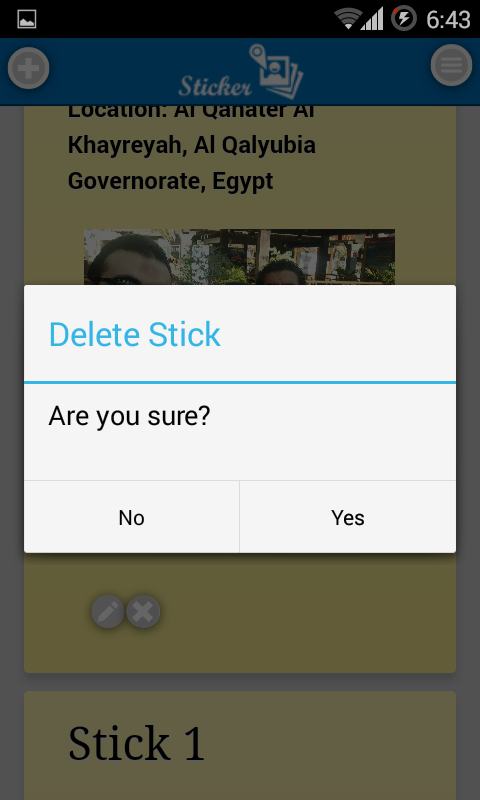 6:43
Sticker
Location: Al Qanater Al
Khayreyah, Al Qalyubia
Governorate, Egypt
Delete Stick
Are you sure?
No
Yes
Stick 1